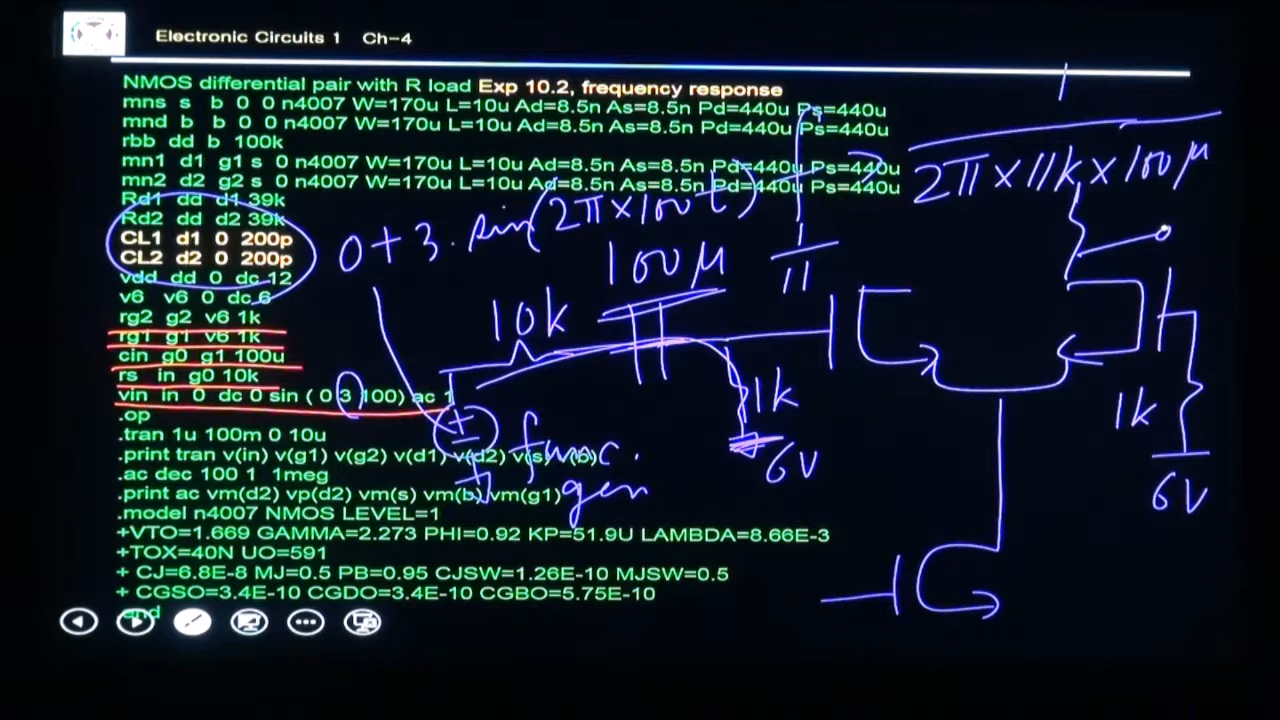 Electronic Circuits 1 Ch-4
NMOS differential pair with R load Exp 10.2, frequency response
mns s b 0 0 n4007 W=170u L=10u Ad=8.5n As=8.5n Pd=440u Ps=440u
mnd b b 0 0 n4007 W=170u L=10u Ad=8.5n As=8.5n Pd=440u Ps=440u
rbb dd b 100k
mn1 d1 g1 s 0 n4007 W=170u L=10u Ad=8.5n As=8.5n Pd=440u Ps=440u
mn2 d2 g2 s 0 n4007 W=170u L=10u Ad=8.5n As=8.5n Pd=440u Ps=440u
Rd1 dd d1 39k
Rd2 dd d2 39k
CL1 d1 0 200p
CL2 d2 0 200p
vdd dd 0 dc 12
v6 v6 0 dc 6
rg2 g2 v6 1k
rg1 g1 v6 1k
cin g0 g1 100u
rs in g0 10k
vin in 0 dc 0 sin ( 0 3 100) ac 1
.op
.tran 1u 100m 0 10u
.print tran v(in) v(g1) v(g2) v(d1) v(d2) v(s) v(b)
.ac dec 100 1 1meg
.print ac vm(d2) vp(d2) vm(s) vm(b) vm(g1)
.model n4007 NMOS LEVEL=1
+VTO=1.669 GAMMA=2.273 PHI=0.92 KP=51.9U LAMBDA=8.66E-3
+TOX=40N UO=591
+ CJ=6.8E-8 MJ=0.5 PB=0.95 CJSW=1.26E-10 MJSW=0.5
+ CGSO=3.4E-10 CGDO=3.4E-10 CGBO=5.75E-10
end
1
2π×11k×100μ
0+3.sin(2π×100t)
100μ
10k
1k
6V
func.
gen
1k
6V